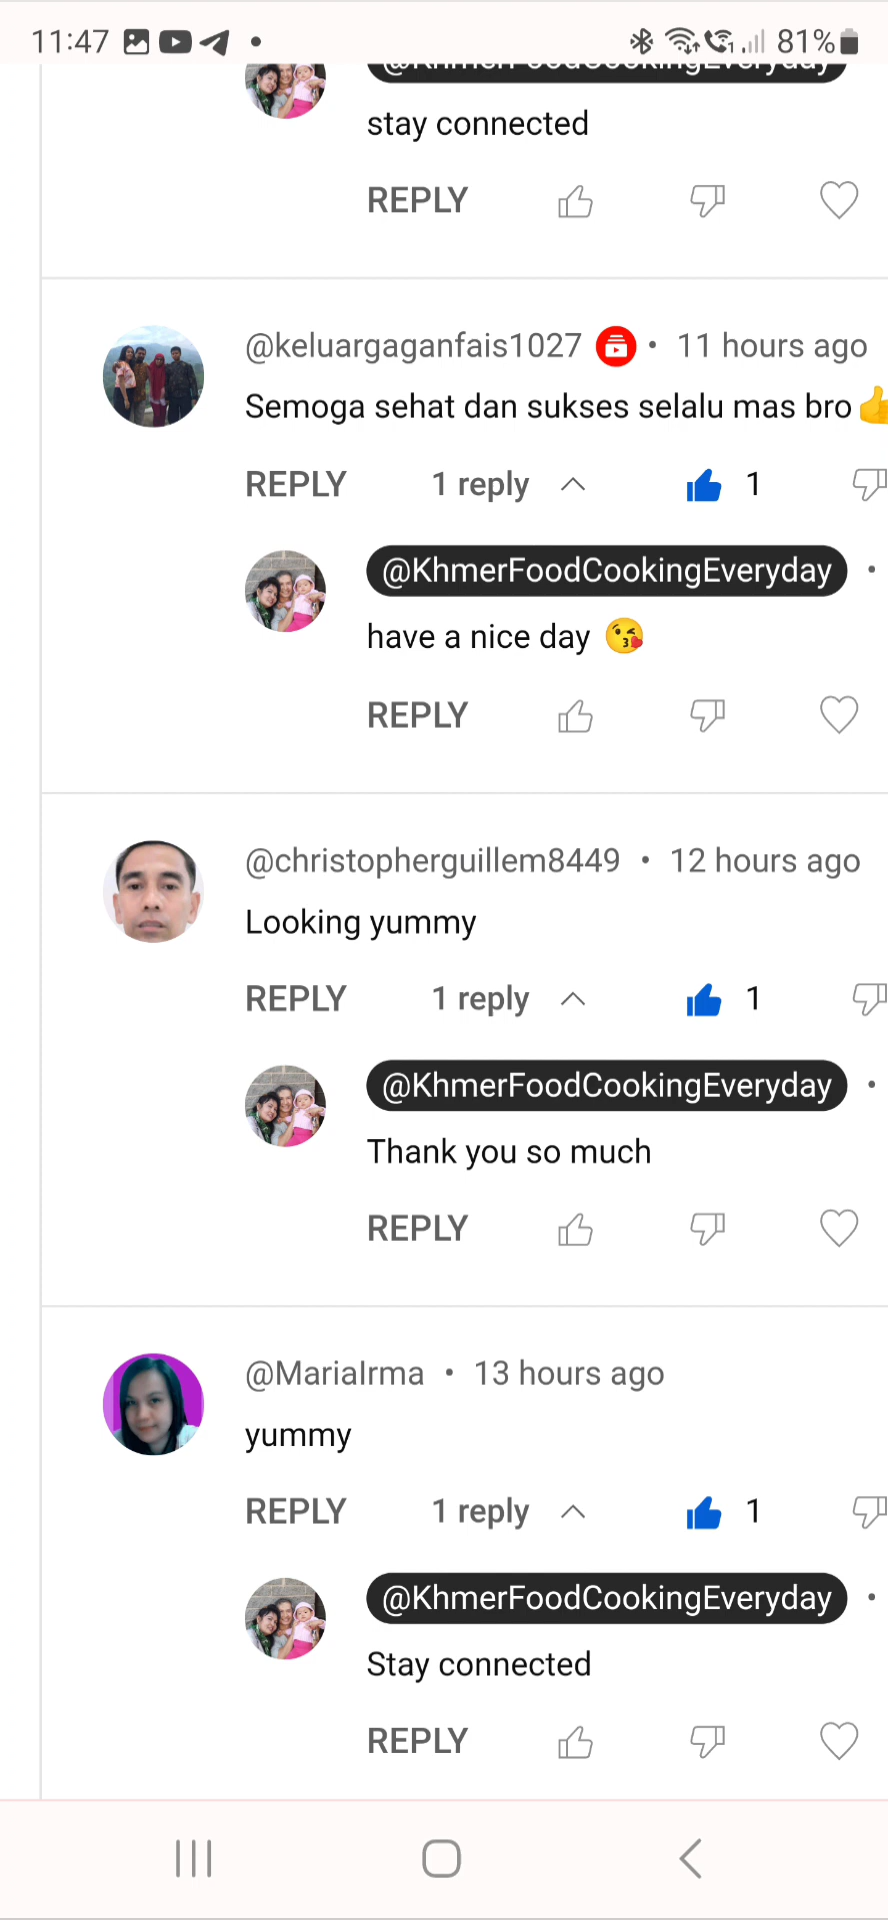 11:47 81%
@KhmerFoodCookingEveryday
stay connected
REPLY
@keluargaganfais1027 • 11 hours ago
Semoga sehat dan sukses selalu mas bro 👍
REPLY 1 reply 1
@KhmerFoodCookingEveryday •
have a nice day 😘
REPLY
@christopherguillem8449 • 12 hours ago
Looking yummy
REPLY 1 reply 1
@KhmerFoodCookingEveryday •
Thank you so much
REPLY
@MariaIrma • 13 hours ago
yummy
REPLY 1 reply 1
@KhmerFoodCookingEveryday •
Stay connected
REPLY